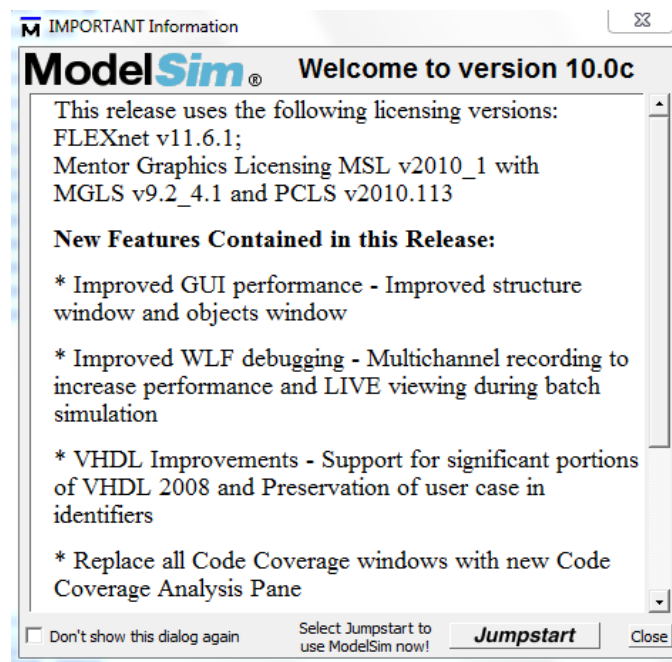 M IMPORTANT Information
ModelSim® Welcome to version 10.0c
This release uses the following licensing versions:
FLEXnet v11.6.1;
Mentor Graphics Licensing MSL v2010_1 with
MGLS v9.2_4.1 and PCLS v2010.113
New Features Contained in this Release:
* Improved GUI performance - Improved structure
window and objects window
* Improved WLF debugging - Multichannel recording to
increase performance and LIVE viewing during batch
simulation
* VHDL Improvements - Support for significant portions
of VHDL 2008 and Preservation of user case in
identifiers
* Replace all Code Coverage windows with new Code
Coverage Analysis Pane
Don't show this dialog again
Select Jumpstart to
use ModelSim now!
Jumpstart
Close